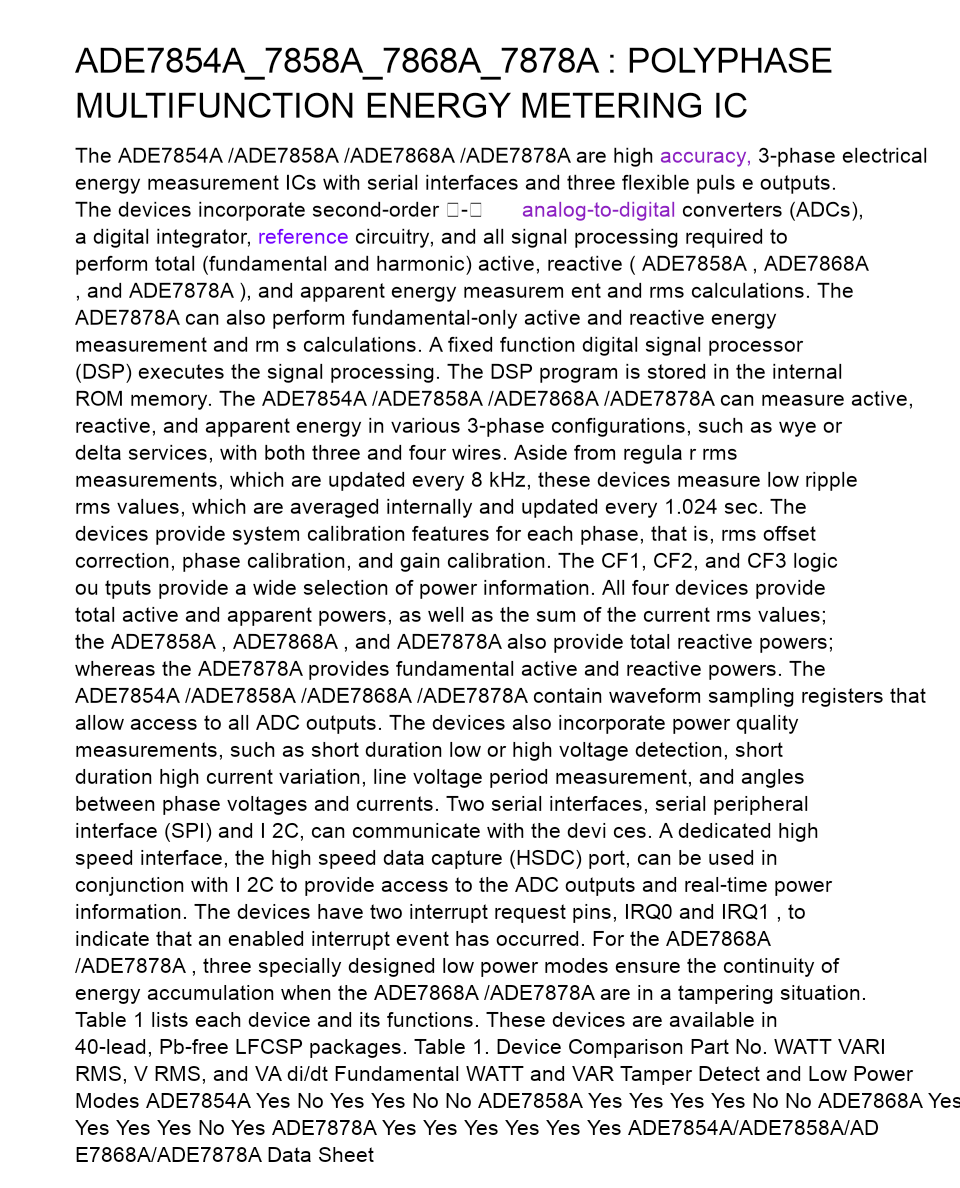 ADE7854A_7858A_7868A_7878A : POLYPHASE
MULTIFUNCTION ENERGY METERING IC
The ADE7854A /ADE7858A /ADE7868A /ADE7878A are high accuracy, 3-phase electrical
energy measurement ICs with serial interfaces and three flexible puls e outputs.
The devices incorporate second-order □-□ analog-to-digital converters (ADCs),
a digital integrator, reference circuitry, and all signal processing required to
perform total (fundamental and harmonic) active, reactive ( ADE7858A , ADE7868A
, and ADE7878A ), and apparent energy measurem ent and rms calculations. The
ADE7878A can also perform fundamental-only active and reactive energy
measurement and rm s calculations. A fixed function digital signal processor
(DSP) executes the signal processing. The DSP program is stored in the internal
ROM memory. The ADE7854A /ADE7858A /ADE7868A /ADE7878A can measure active,
reactive, and apparent energy in various 3-phase configurations, such as wye or
delta services, with both three and four wires. Aside from regula r rms
measurements, which are updated every 8 kHz, these devices measure low ripple
rms values, which are averaged internally and updated every 1.024 sec. The
devices provide system calibration features for each phase, that is, rms offset
correction, phase calibration, and gain calibration. The CF1, CF2, and CF3 logic
ou tputs provide a wide selection of power information. All four devices provide
total active and apparent powers, as well as the sum of the current rms values;
the ADE7858A , ADE7868A , and ADE7878A also provide total reactive powers;
whereas the ADE7878A provides fundamental active and reactive powers. The
ADE7854A /ADE7858A /ADE7868A /ADE7878A contain waveform sampling registers that
allow access to all ADC outputs. The devices also incorporate power quality
measurements, such as short duration low or high voltage detection, short
duration high current variation, line voltage period measurement, and angles
between phase voltages and currents. Two serial interfaces, serial peripheral
interface (SPI) and I 2C, can communicate with the devi ces. A dedicated high
speed interface, the high speed data capture (HSDC) port, can be used in
conjunction with I 2C to provide access to the ADC outputs and real-time power
information. The devices have two interrupt request pins, IRQ0 and IRQ1 , to
indicate that an enabled interrupt event has occurred. For the ADE7868A
/ADE7878A , three specially designed low power modes ensure the continuity of
energy accumulation when the ADE7868A /ADE7878A are in a tampering situation.
Table 1 lists each device and its functions. These devices are available in
40-lead, Pb-free LFCSP packages. Table 1. Device Comparison Part No. WATT VARI
RMS, V RMS, and VA di/dt Fundamental WATT and VAR Tamper Detect and Low Power
Modes ADE7854A Yes No Yes Yes No No ADE7858A Yes Yes Yes Yes No No ADE7868A Yes
Yes Yes Yes No Yes ADE7878A Yes Yes Yes Yes Yes Yes ADE7854A/ADE7858A/AD
E7868A/ADE7878A Data Sheet